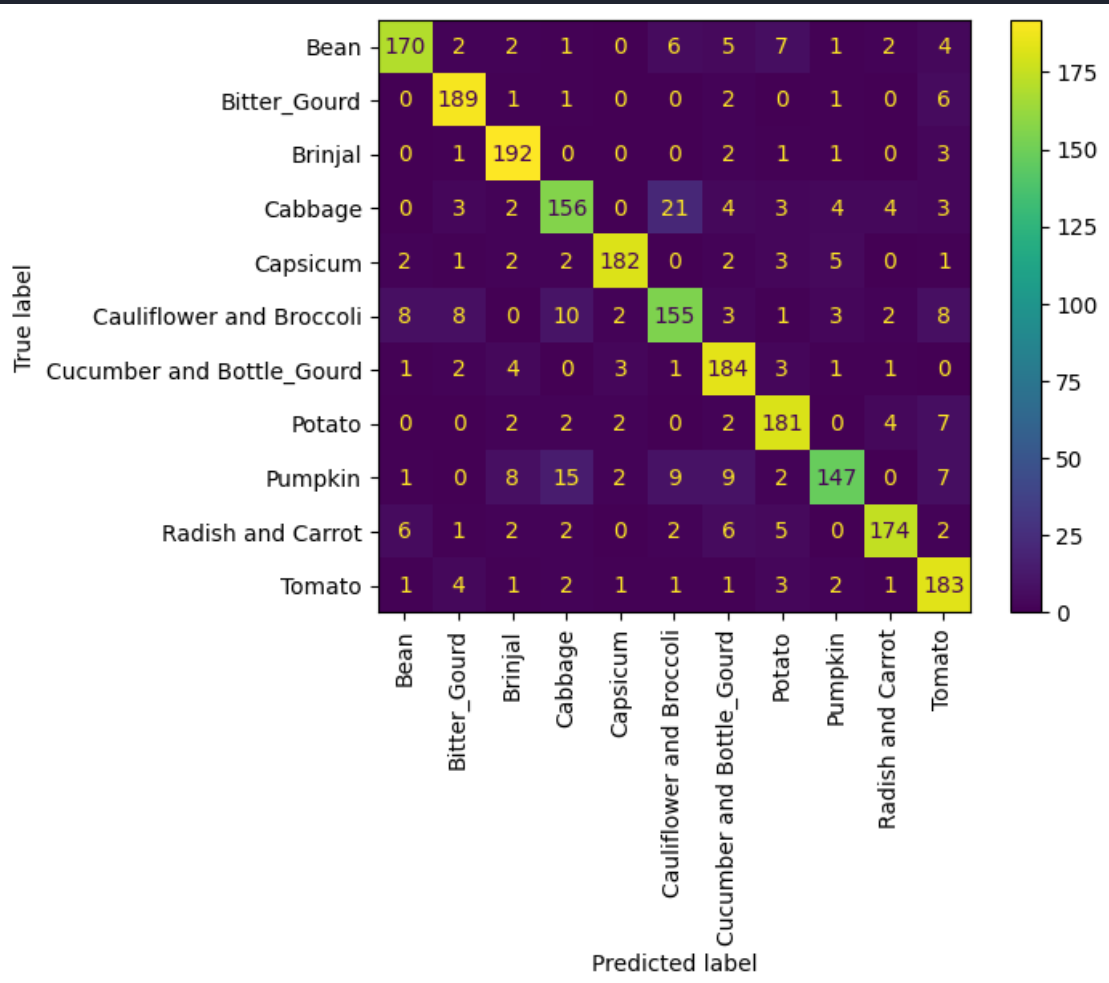 Bean 170 2 2 1 0 6 5 7 1 2 4
Bitter_Gourd 0 189 1 1 0 0 2 0 1 0 6
Brinjal 0 1 192 0 0 0 2 1 1 0 3
Cabbage 0 3 2 156 0 21 4 3 4 4 3
Capsicum 2 1 2 2 182 0 2 3 5 0 1
Cauliflower and Broccoli 8 8 0 10 2 155 3 1 3 2 8
Cucumber and Bottle_Gourd 1 2 4 0 3 1 184 3 1 1 0
Potato 0 0 2 2 2 0 2 181 0 4 7
Pumpkin 1 0 8 15 2 9 9 2 147 0 7
Radish and Carrot 6 1 2 2 0 2 6 5 0 174 2
Tomato 1 4 1 2 1 1 1 3 2 1 183
True label
Bean
Bitter_Gourd
Brinjal
Cabbage
Capsicum
Cauliflower and Broccoli
Cucumber and Bottle_Gourd
Potato
Pumpkin
Radish and Carrot
Tomato
Predicted label
175
150
125
100
75
50
25
0